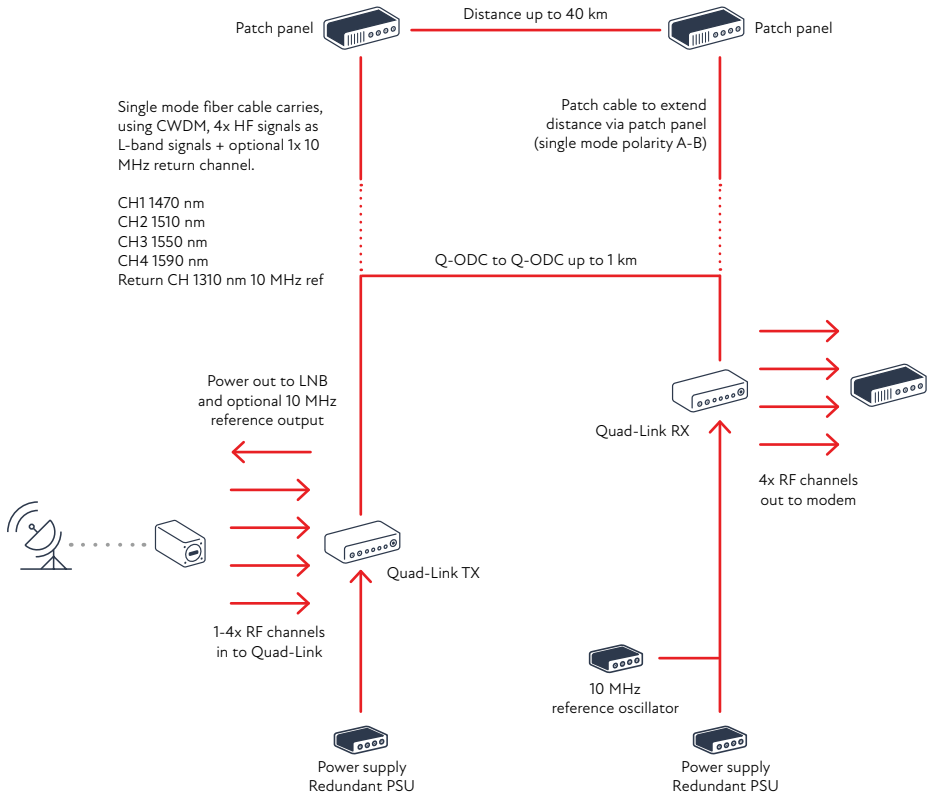 Distance up to 40 km
Patch panel
Patch panel
Single mode fiber cable carries,
using CWDM, 4x HF signals as
L-band signals + optional 1x 10
MHz return channel.
CH1 1470 nm
CH2 1510 nm
CH3 1550 nm
CH4 1590 nm
Return CH 1310 nm 10 MHz ref
Patch cable to extend
distance via patch panel
(single mode polarity A-B)
Q-ODC to Q-ODC up to 1 km
Power out to LNB
and optional 10 MHz
reference output
Quad-Link RX
4x RF channels
out to modem
Quad-Link TX
1-4x RF channels
in to Quad-Link
10 MHz
reference oscillator
Power supply
Redundant PSU
Power supply
Redundant PSU